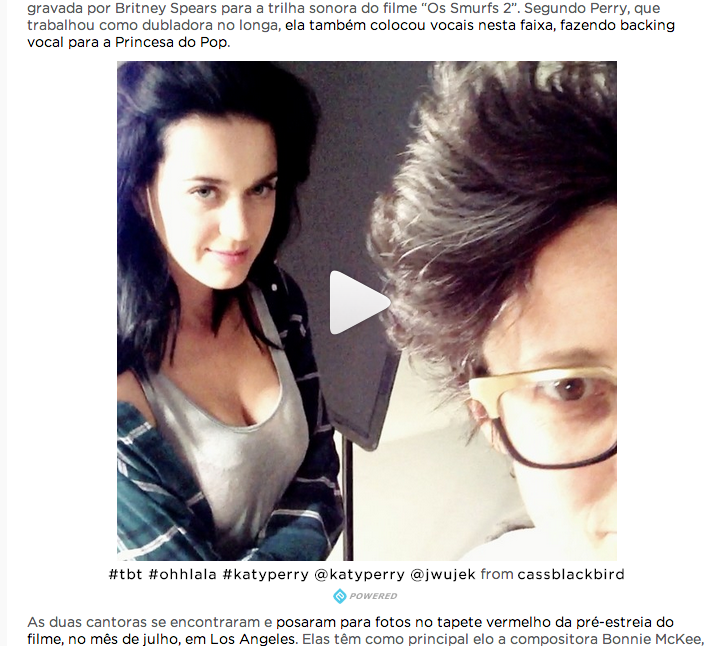 gravada por Britney Spears para a trilha sonora do filme “Os Smurfs 2”. Segundo Perry, que
trabalhou como dubladora no longa, ela também colocou vocais nesta faixa, fazendo backing
vocal para a Princesa do Pop.
#tbt #ohhlala #katyperry @katyperry @jwujek from cassblackbird
POWERED
As duas cantoras se encontraram e posaram para fotos no tapete vermelho da pré-estreia do
filme, no mês de julho, em Los Angeles. Elas têm como principal elo a compositora Bonnie McKee,